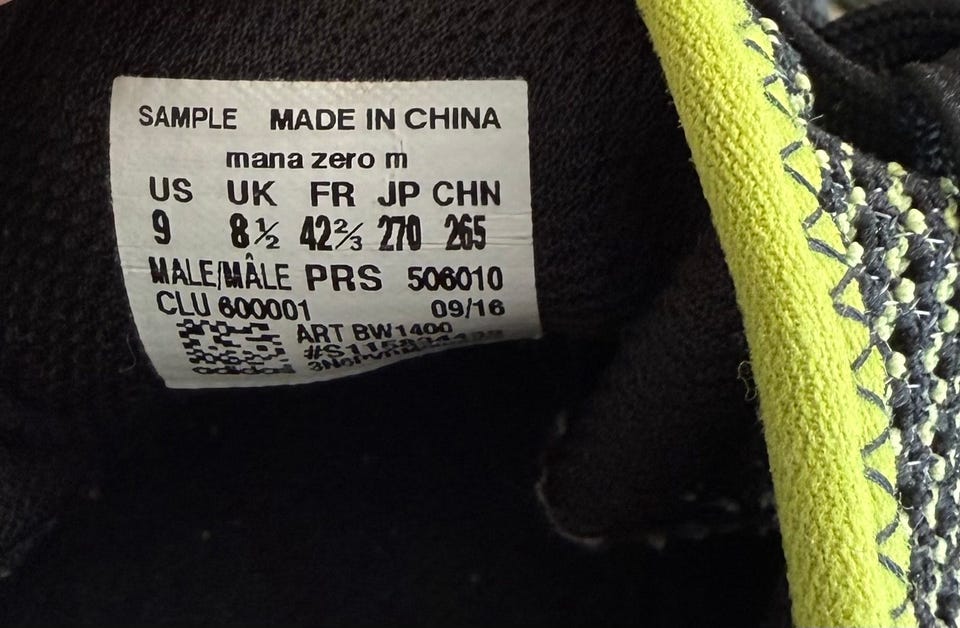 SAMPLE MADE IN CHINA
mana zero m
US UK FR JP CHN
9 8½ 42⅔ 270 265
MALE/MÂLE PRS 506010
CLU 600001 09/16
ART BW1400
adidas